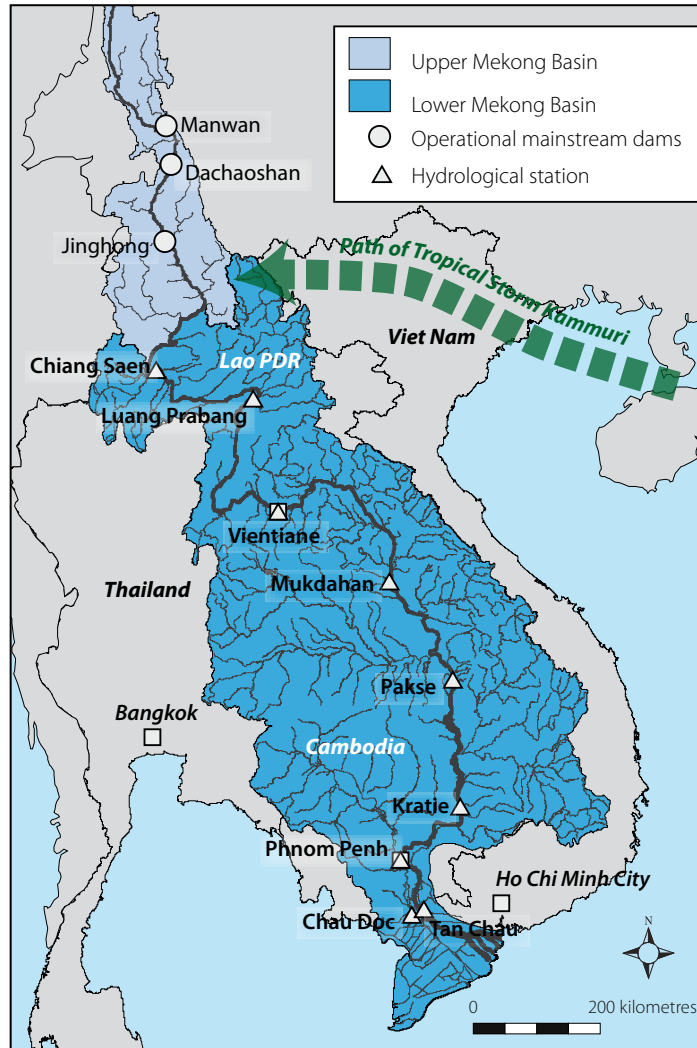 Upper Mekong Basin
Lower Mekong Basin
Operational mainstream dams
Hydrological station
Manwan
Dachaoshan
Jinghong
Path of Tropical Storm Kammuri
Viet Nam
Chiang Saen
Lao PDR
Luang Prabang
Vientiane
Thailand
Mukdahan
Pakse
Bangkok
Cambodia
Kratie
Phnom Penh
Ho Chi Minh City
Chau Doc
Tan Chau
N
0 200 kilometres